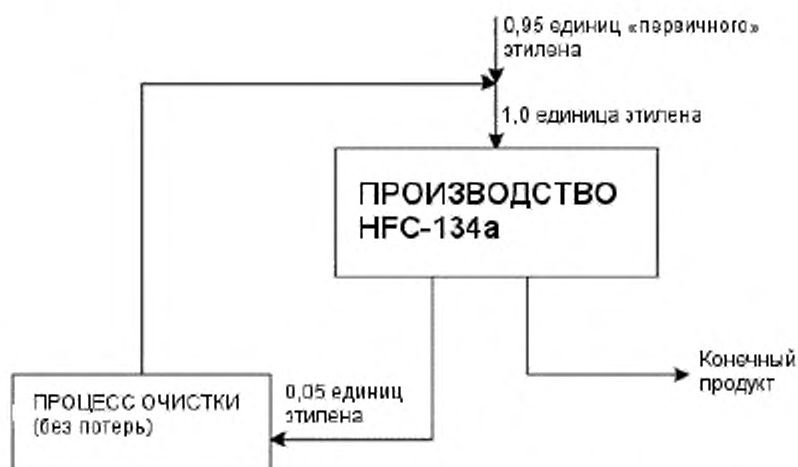 0,95 единиц «первичного»
этилена
1,0 единица этилена
ПРОИЗВОДСТВО
HFC-134a
Конечный
продукт
0,05 единиц
этилена
ПРОЦЕСС ОЧИСТКИ
(без потерь)